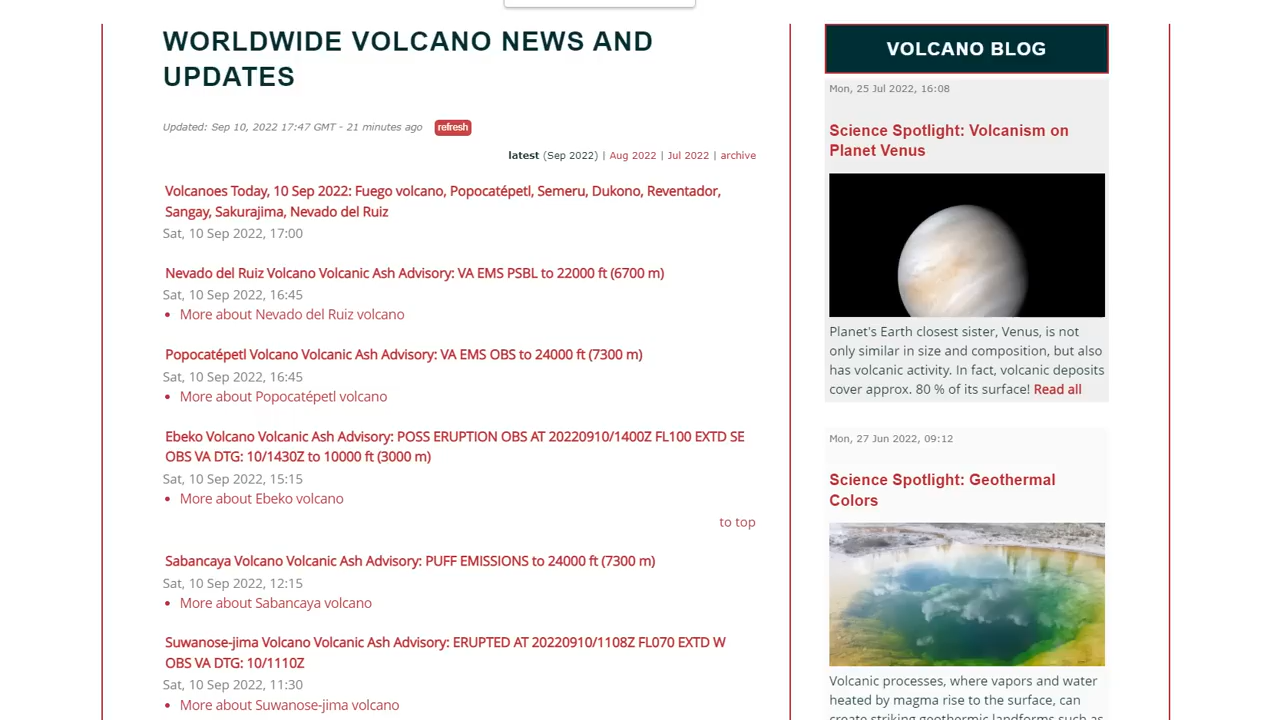 WORLDWIDE VOLCANO NEWS AND
UPDATES
Updated: Sep 10, 2022 17:47 GMT - 21 minutes ago
refresh
latest (Sep 2022) | Aug 2022 | Jul 2022 | archive
Volcanoes Today, 10 Sep 2022: Fuego volcano, Popocatépetl, Semeru, Dukono, Reventador,
Sangay, Sakurajima, Nevado del Ruiz
Sat, 10 Sep 2022, 17:00
Nevado del Ruiz Volcano Volcanic Ash Advisory: VA EMS PSBL to 22000 ft (6700 m)
Sat, 10 Sep 2022, 16:45
• More about Nevado del Ruiz volcano
Popocatépetl Volcano Volcanic Ash Advisory: VA EMS OBS to 24000 ft (7300 m)
Sat, 10 Sep 2022, 16:45
• More about Popocatépetl volcano
Ebeko Volcano Volcanic Ash Advisory: POSS ERUPTION OBS AT 20220910/1400Z FL100 EXTD SE
OBS VA DTG: 10/1430Z to 10000 ft (3000 m)
Sat, 10 Sep 2022, 15:15
• More about Ebeko volcano
to top
Sabancaya Volcano Volcanic Ash Advisory: PUFF EMISSIONS to 24000 ft (7300 m)
Sat, 10 Sep 2022, 12:15
• More about Sabancaya volcano
Suwanose-jima Volcano Volcanic Ash Advisory: ERUPTED AT 20220910/1108Z FL070 EXTD W
OBS VA DTG: 10/1110Z
Sat, 10 Sep 2022, 11:30
• More about Suwanose-jima volcano
VOLCANO BLOG
Mon, 25 Jul 2022, 16:08
Science Spotlight: Volcanism on
Planet Venus
Planet's Earth closest sister, Venus, is not
only similar in size and composition, but also
has volcanic activity. In fact, volcanic deposits
cover approx. 80 % of its surface! Read all
Mon, 27 Jun 2022, 09:12
Science Spotlight: Geothermal
Colors
Volcanic processes, where vapors and water
heated by magma rise to the surface, can
create striking geothermic landforms such as